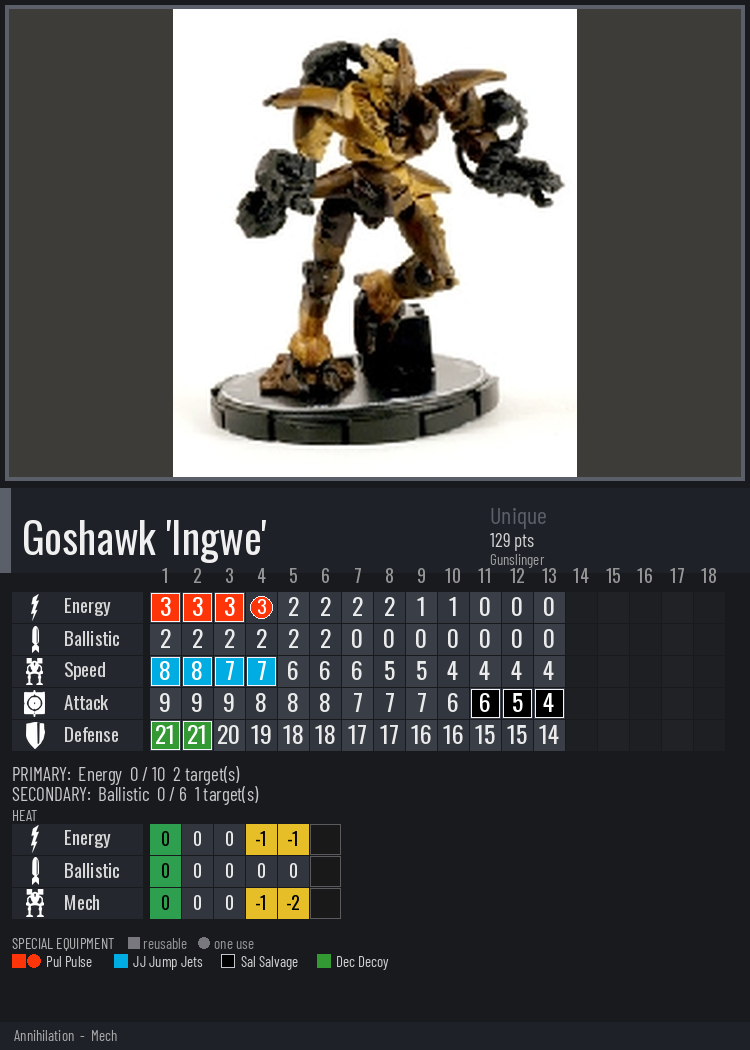 Goshawk 'Ingwe'
Unique
129 pts
Gunslinger
1 2 3 4 5 6 7 8 9 10 11 12 13 14 15 16 17 18
Energy 3 3 3 3 2 2 2 2 1 1 0 0 0
Ballistic 2 2 2 2 2 2 0 0 0 0 0 0 0
Speed 8 8 7 7 6 6 6 5 5 4 4 4 4
Attack 9 9 9 8 8 8 7 7 7 6 6 5 4
Defense 21 21 20 19 18 18 17 17 16 16 15 15 14
PRIMARY: Energy 0 / 10 2 target(s)
SECONDARY: Ballistic 0 / 6 1 target(s)
HEAT
Energy 0 0 0 -1 -1
Ballistic 0 0 0 0 0
Mech 0 0 0 -1 -2
SPECIAL EQUIPMENT reusable one use
Pul Pulse JJ Jump Jets Sal Salvage Dec Decoy
Annihilation - Mech